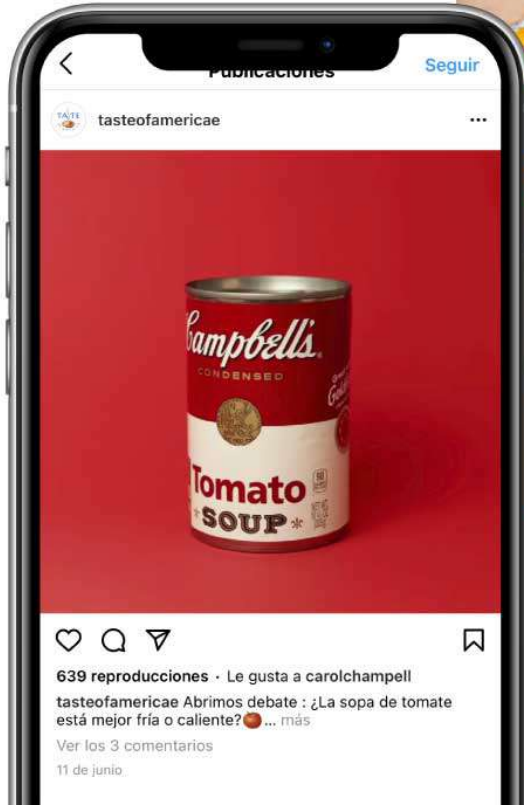 Publicaciones
Seguir
TASTE
tasteofamericae
Campbell's.
CONDENSED
Tomato
SOUP
639 reproducciones · Le gusta a carolchampell
tasteofamericae Abrimos debate : ¿La sopa de tomate
está mejor fría o caliente?🍅... más
Ver los 3 comentarios
11 de junio